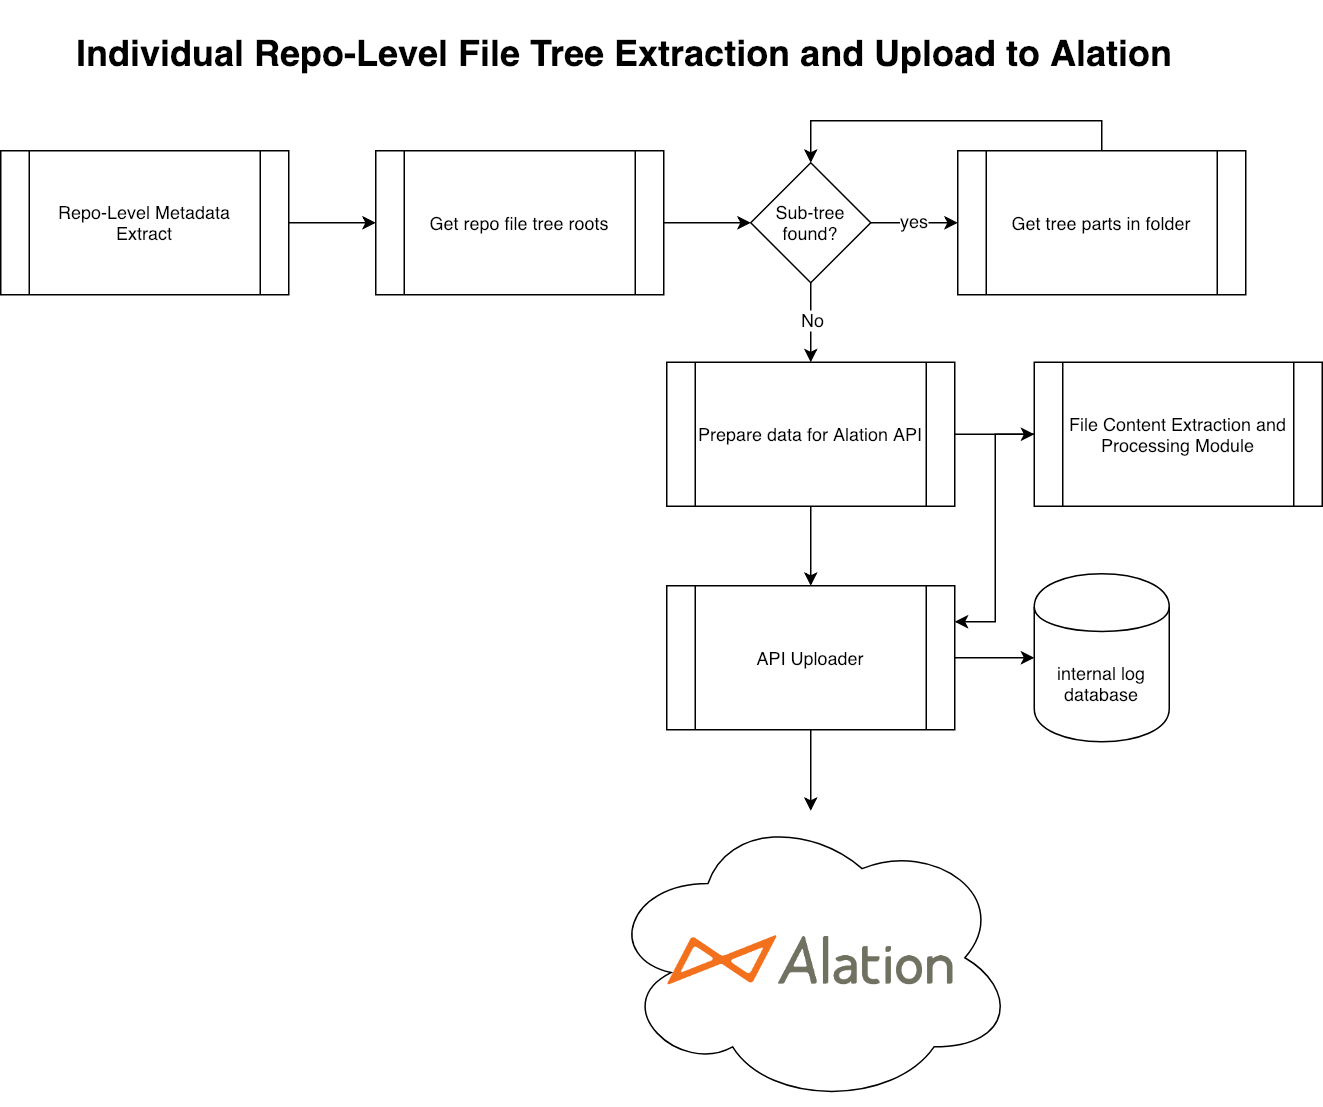 Individual Repo-Level File Tree Extraction and Upload to Alation
Repo-Level Metadata
Extract
Get repo file tree roots
Sub-tree
found?
yes
Get tree parts in folder
No
Prepare data for Alation API
File Content Extraction and
Processing Module
API Uploader
internal log
database
Alation